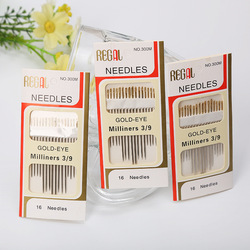 REGAL
NO.300M
NEEDLES
GOLD-EYE
Milliners 3/9
16 Needles
REGAL
NO.300M
NEEDLES
GOLD-EYE
Milliners 3/9
16 Needles
REGAL
NO.300M
NEEDLES
GOLD-EYE
Milliners 3/9
16 Needles